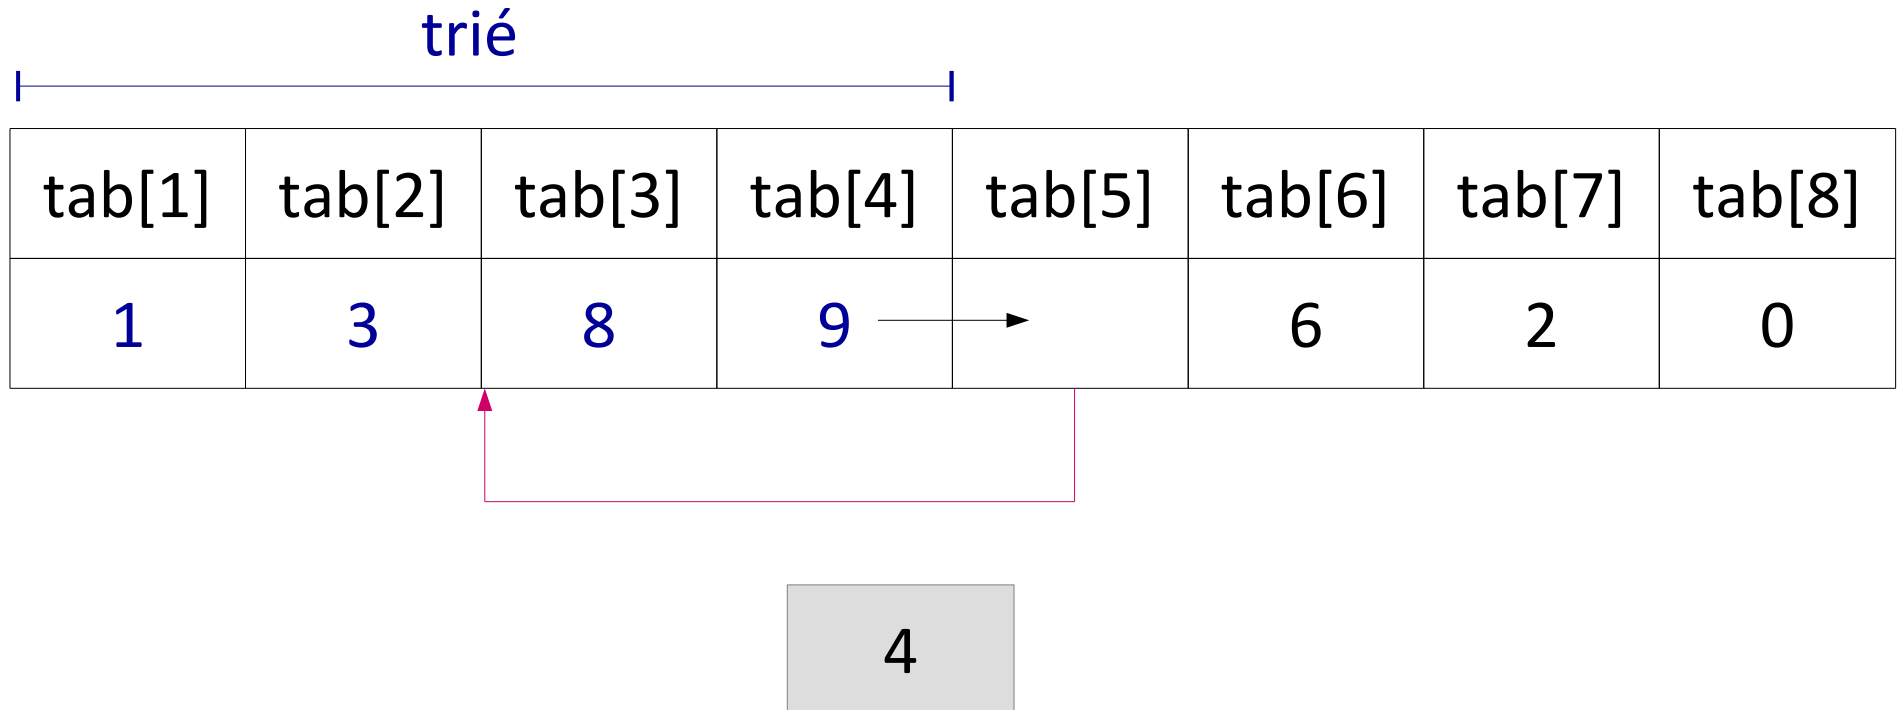 trié
tab[1] tab[2] tab[3] tab[4] tab[5] tab[6] tab[7] tab[8]
1 3 8 9 6 2 0
4